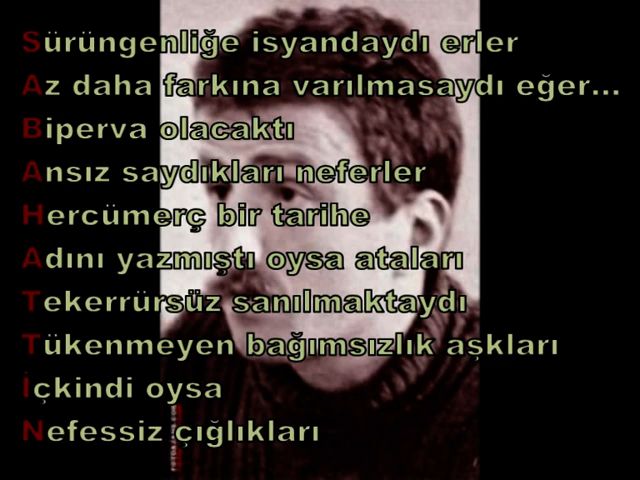 Sürüngenliğe isyandaydı erler
Az daha farkına varılmasaydı eğer...
Biperva olacaktı
Ansız saydıkları neferler
Hercümerç bir tarihe
Adını yazmıştı oysa ataları
Tekerrürsüz sanılmaktaydı
Tükenmeyen bağımsızlık aşkları
İçkindi oysa
Nefessiz çığlıkları